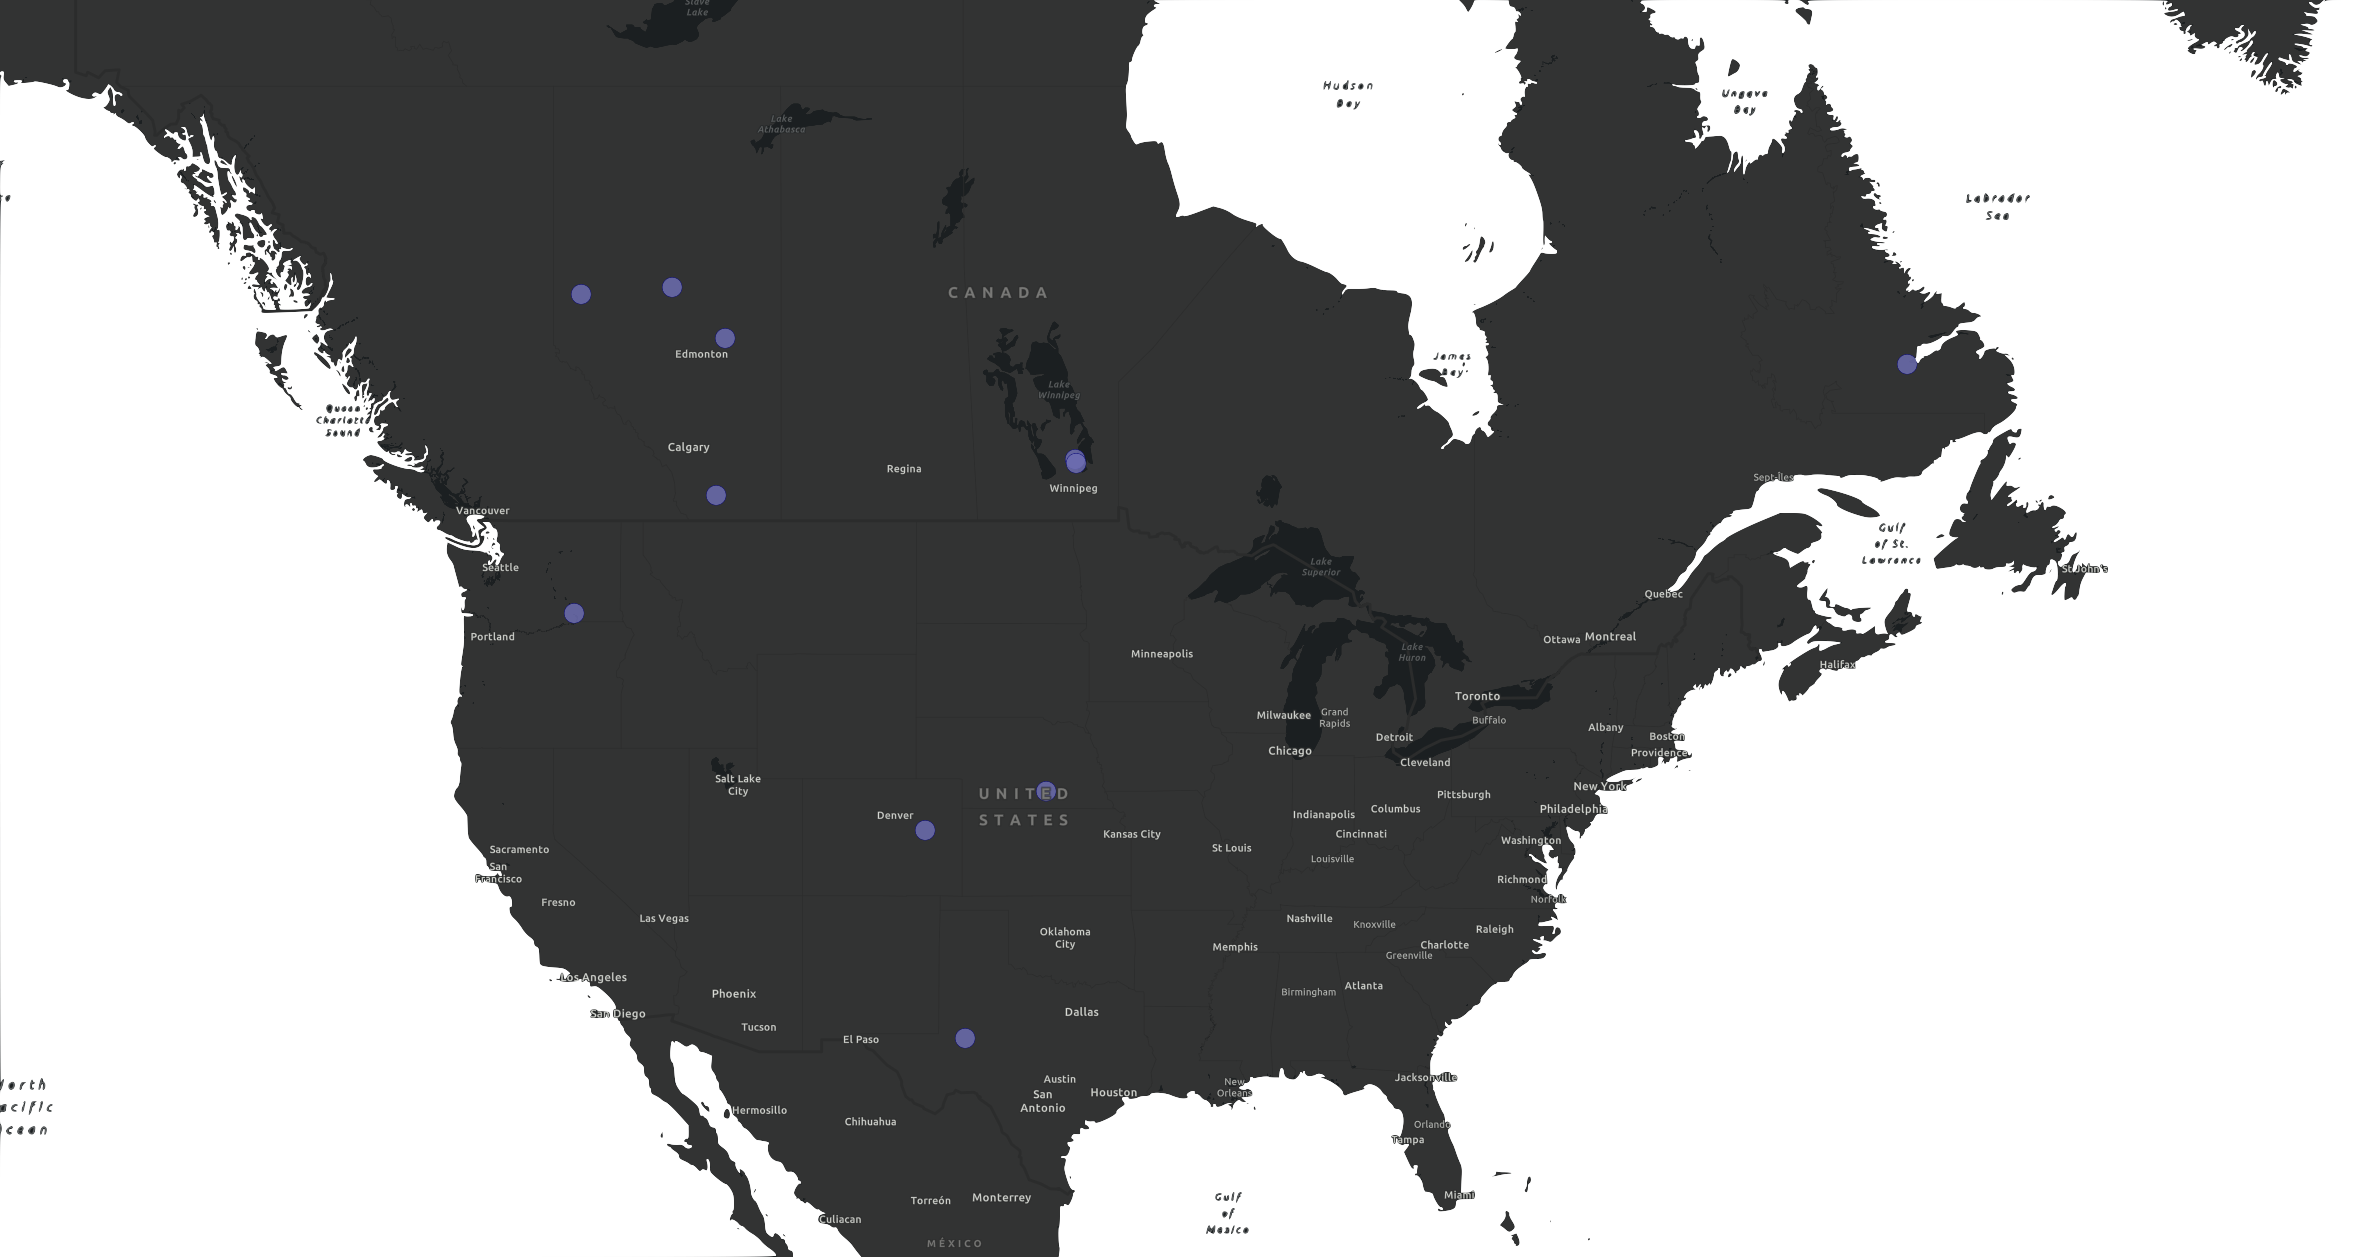 Slave
Lake
Hudson
Bay
Ungava
Bay
Lake
Athabasca
Labrador
Sea
CANADA
Edmonton
James
Bay
Lake
Winnipeg
Queen
Charlotte
Sound
Calgary
Regina
Winnipeg
Sept-Îles
Vancouver
Gulf
of St.
Lawrence
Seattle
Lake
Superior
St John's
Quebec
Portland
Ottawa
Montreal
Minneapolis
Lake
Huron
Halifax
Toronto
Milwaukee
Grand
Rapids
Buffalo
Albany
Detroit
Boston
Chicago
Providence
Cleveland
Salt Lake
City
New York
UNITED
STATES
Pittsburgh
Denver
Indianapolis
Columbus
Philadelphia
Kansas City
Cincinnati
Washington
Sacramento
St Louis
San
Francisco
Louisville
Richmond
Fresno
Norfolk
Las Vegas
Nashville
Knoxville
Raleigh
Oklahoma
City
Memphis
Charlotte
Greenville
Los Angeles
Phoenix
Birmingham
Atlanta
San Diego
Dallas
Tucson
El Paso
Austin
Jacksonville
New
Orleans
San
Antonio
Houston
Hermosillo
Chihuahua
Orlando
Tampa
Torreón
Monterrey
Miami
Gulf
of
Mexico
Culiacan
MÉXICO